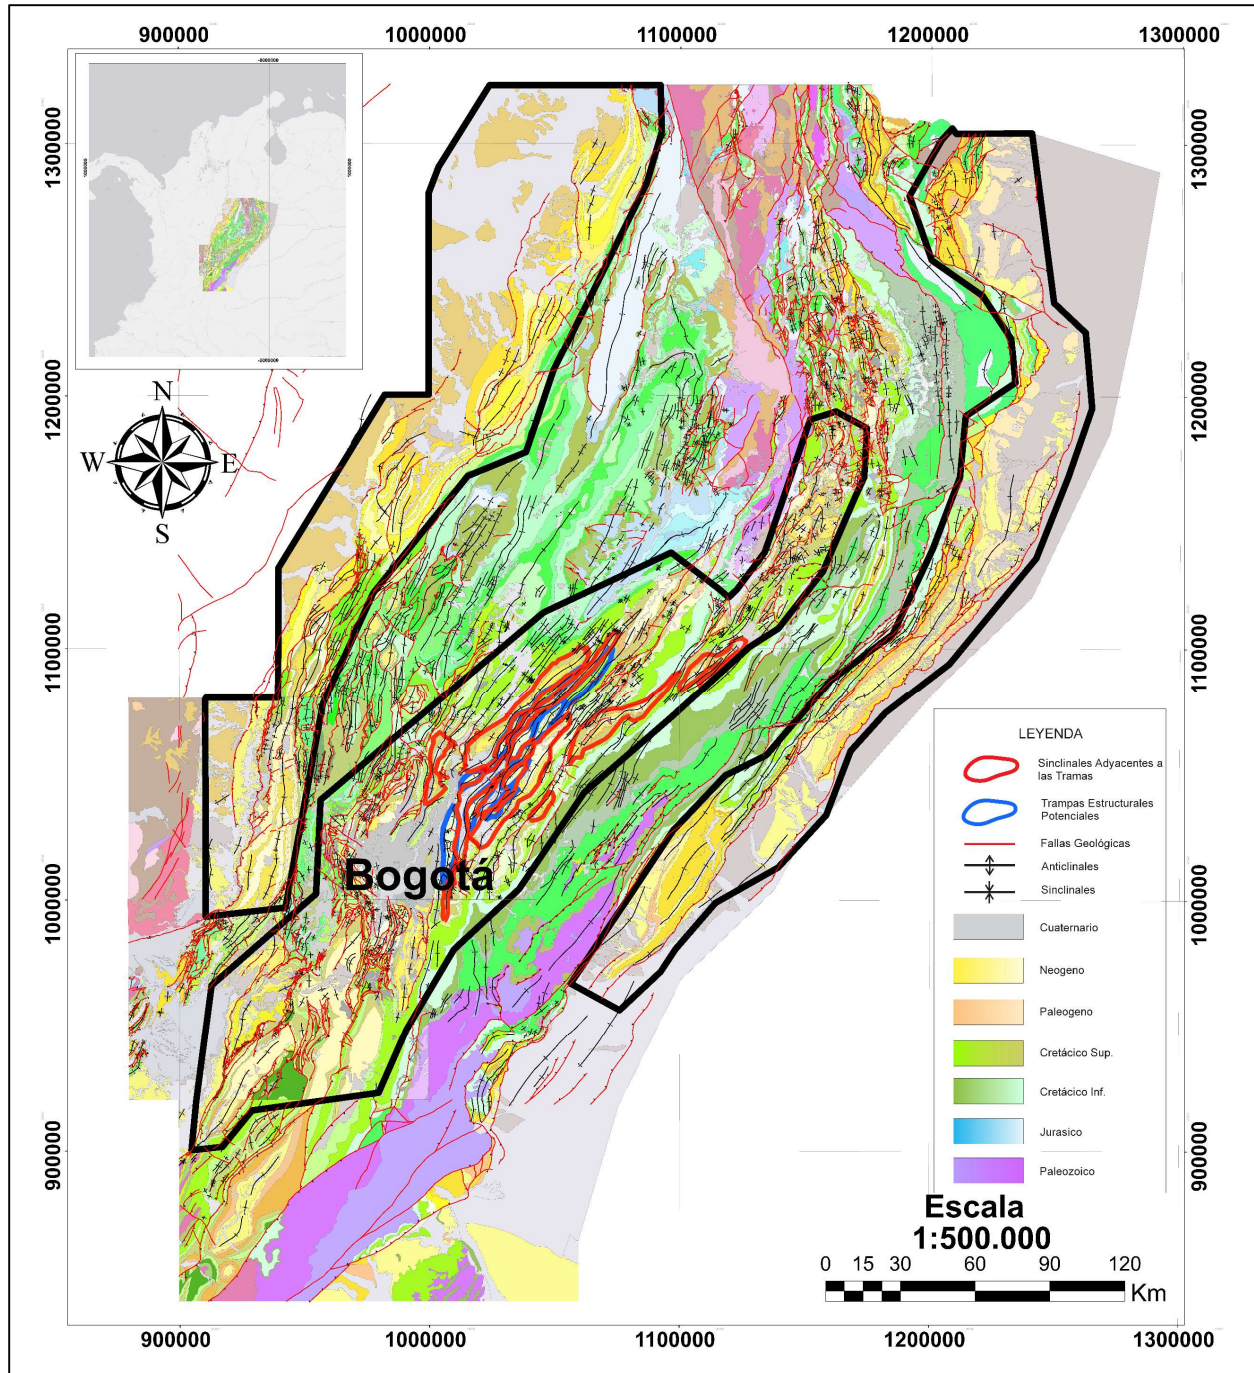 900000 1000000 1100000 1200000 1300000
1300000 1300000
N
W E
S
1200000 1200000
1100000 1100000
LEYENDA
Sinclinales Adyacentes a
las Tramas
Trampas Estructurales
Potenciales
Fallas Geológicas
Anticlinales
Sinclinales
Bogotá
1000000 1000000
Cuaternario
Neogeno
Paleogeno
Cretácico Sup.
Cretácico Inf.
Jurasico
Paleozoico
900000 900000
Escala
1:500.000
0 15 30 60 90 120
Km
900000 1000000 1100000 1200000 1300000